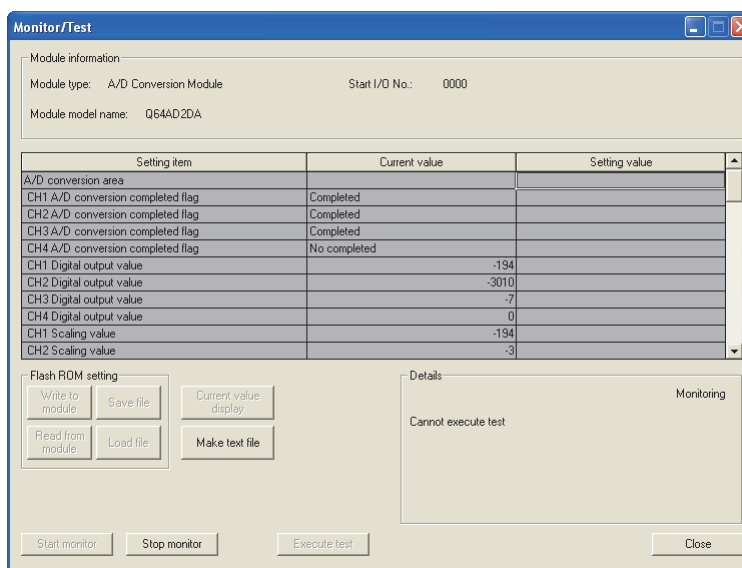 Monitor/Test
Module information
Module type: A/D Conversion Module Start I/O No.: 0000
Module model name: Q64AD2DA
Setting item Current value Setting value
A/D conversion area
CH1 A/D conversion completed flag Completed
CH2 A/D conversion completed flag Completed
CH3 A/D conversion completed flag Completed
CH4 A/D conversion completed flag No completed
CH1 Digital output value -194
CH2 Digital output value -3010
CH3 Digital output value -7
CH4 Digital output value 0
CH1 Scaling value -194
CH2 Scaling value -3
Flash ROM setting
Write to
module
Save file
Current value
display
Read from
module
Load file
Make text file
Details
Monitoring
Cannot execute test
Start monitor Stop monitor Execute test Close